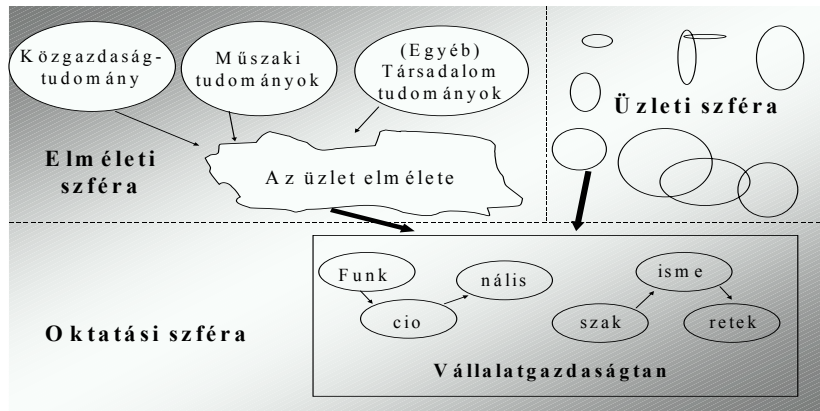 Közgazdaság-
tudomány
Műszaki
tudományok
(Egyéb)
Társadalom
tudományok
Elméleti
szféra
Az üzlet elmélete
Üzleti szféra
Oktatási szféra
Funk
cio
nális
szak
isme
retek
Vállalatgazdaságtan